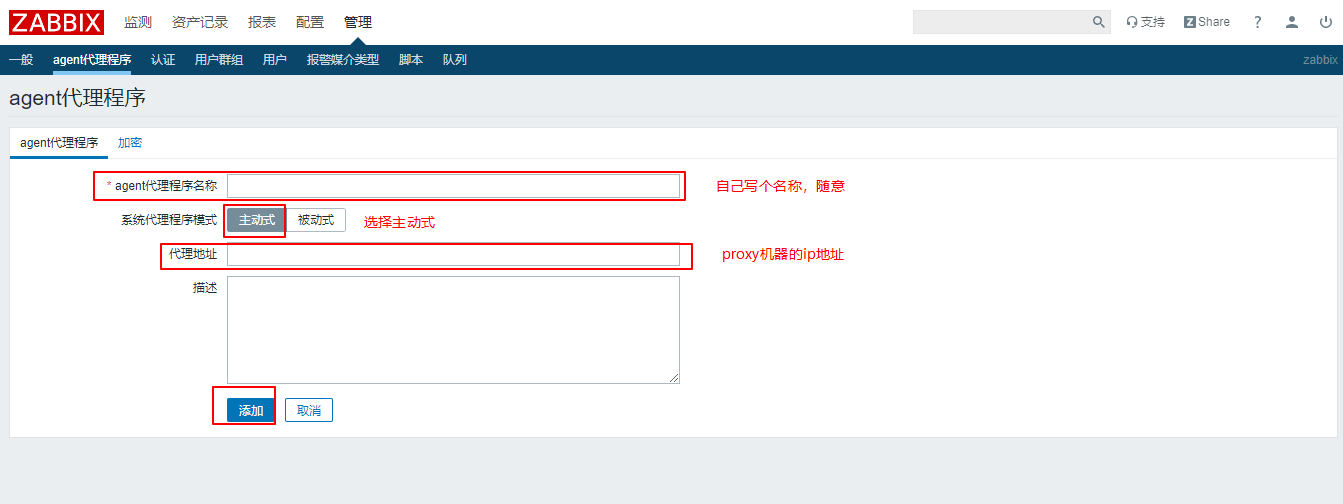 ZABBIX 监测 资产记录 报表 配置 管理 支持 Z Share ?
一般 agent代理程序 认证 用户群组 用户 报警媒介类型 脚本 队列 zabbix
agent代理程序
agent代理程序 加密
* agent代理程序名称 自己写个名称，随意
系统代理程序模式 主动式 被动式 选择主动式
代理地址 proxy机器的ip地址
描述
添加 取消